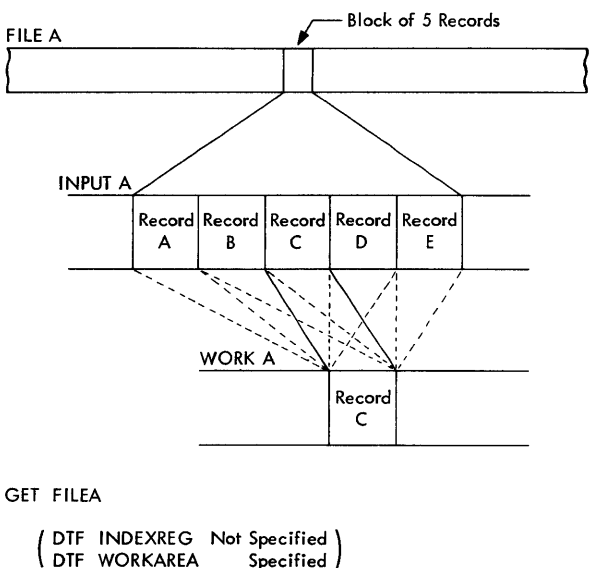 Block of 5 Records
FILE A
INPUT A
Record A
Record B
Record C
Record D
Record E
WORK A
Record C
GET FILEA
( DTF INDEXREG Not Specified )
( DTF WORKAREA Specified )